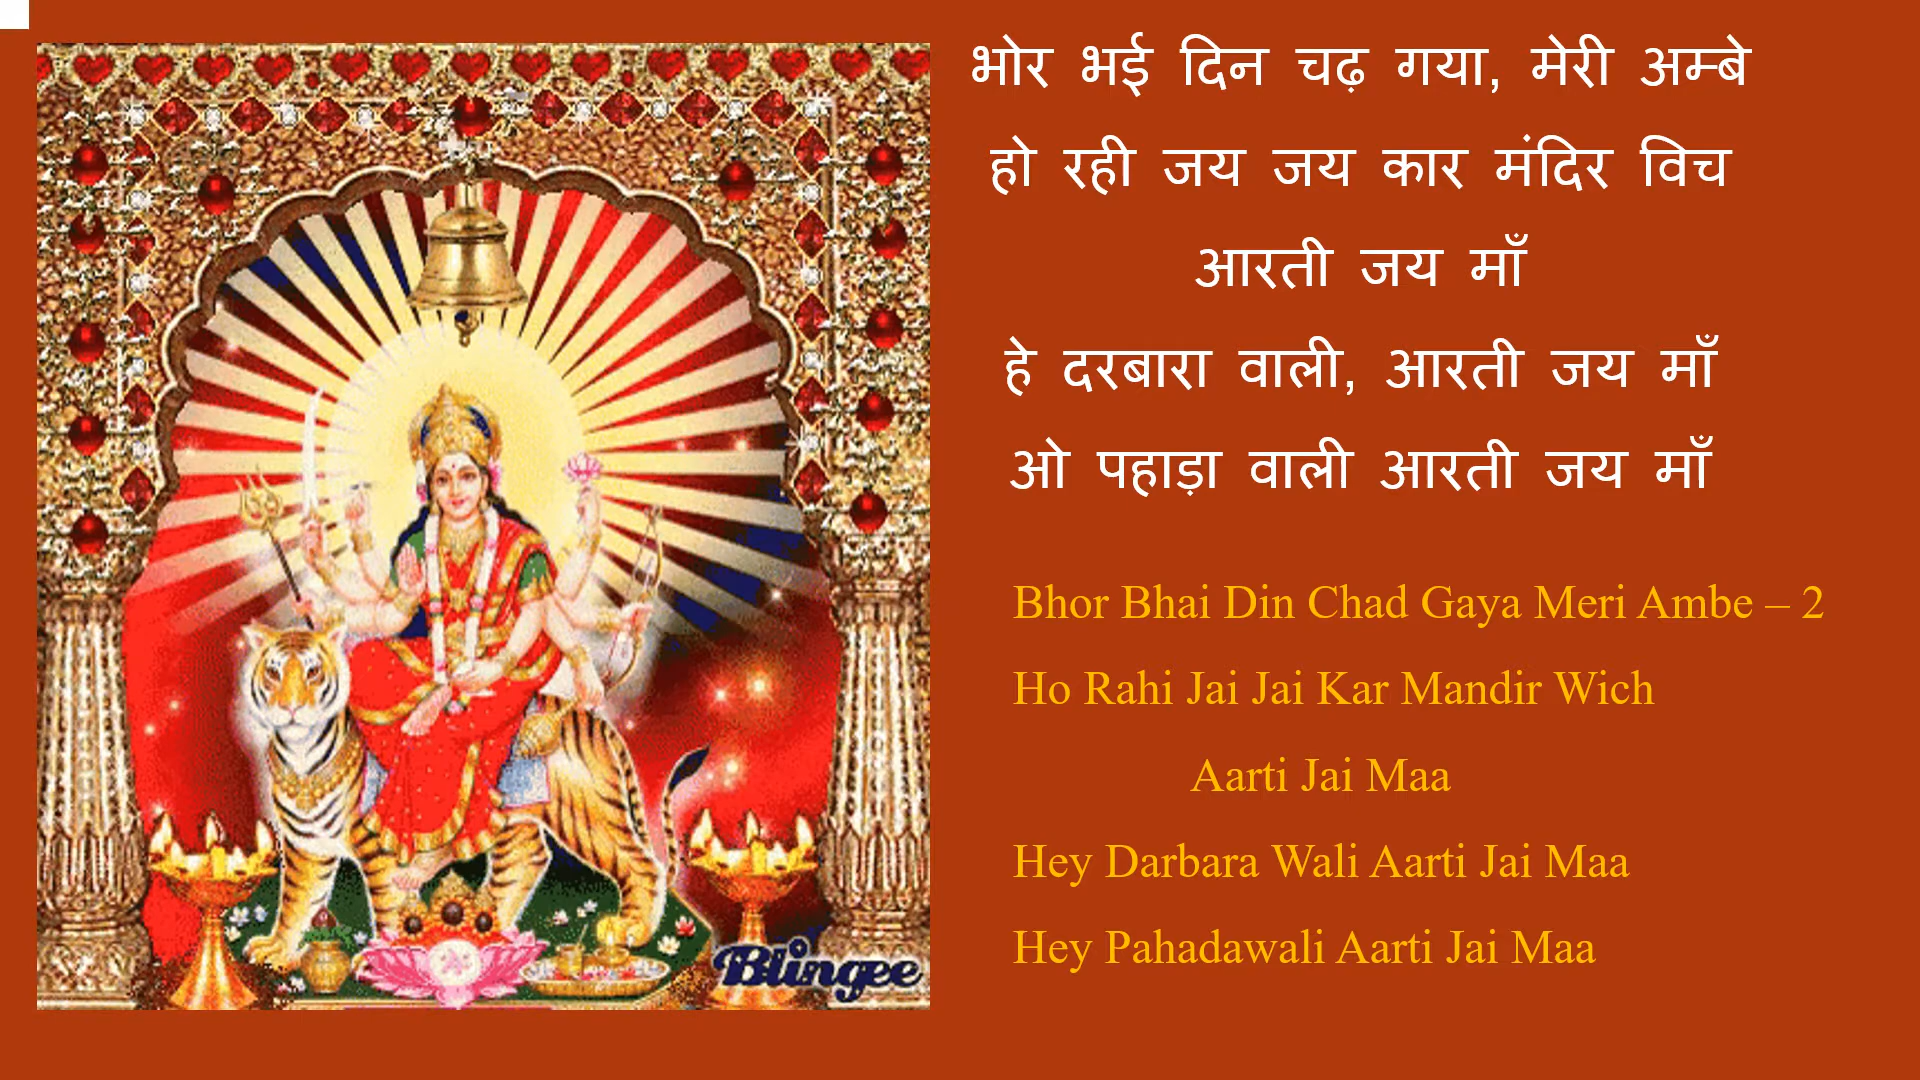 भोर भई दिन चढ़ गया, मेरी अम्बे
हो रही जय जय कार मंदिर विच
आरती जय माँ
हे दरबारा वाली, आरती जय माँ
ओ पहाड़ा वाली आरती जय माँ
Bhor Bhai Din Chad Gaya Meri Ambe – 2
Ho Rahi Jai Jai Kar Mandir Wich
Aarti Jai Maa
Hey Darbara Wali Aarti Jai Maa
Hey Pahadawali Aarti Jai Maa
Blingee